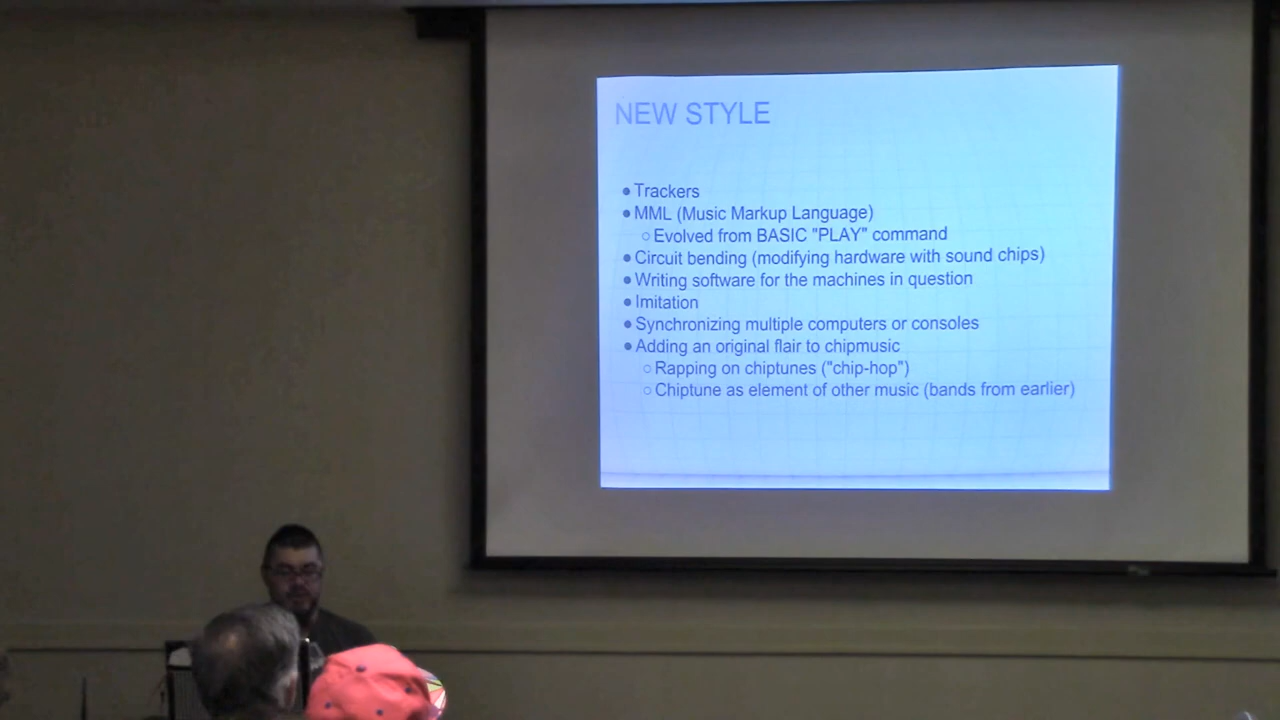 NEW STYLE
• Trackers
• MML (Music Markup Language)
○ Evolved from BASIC "PLAY" command
• Circuit bending (modifying hardware with sound chips)
• Writing software for the machines in question
• Imitation
• Synchronizing multiple computers or consoles
• Adding an original flair to chipmusic
○ Rapping on chiptunes ("chip-hop")
○ Chiptune as element of other music (bands from earlier)